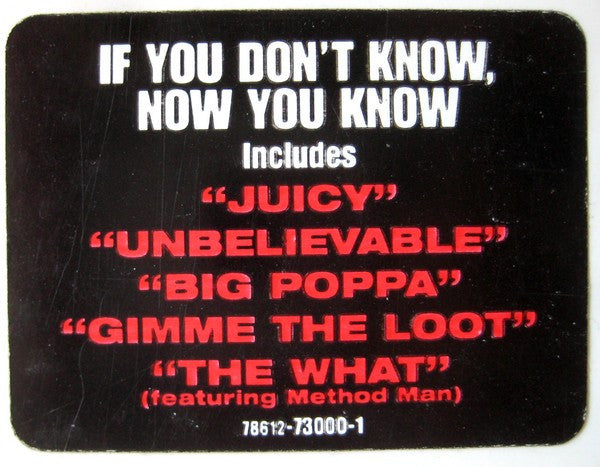 IF YOU DON'T KNOW,
NOW YOU KNOW
Includes
“JUICY”
“UNBELIEVABLE”
“BIG POPPA”
“GIMME THE LOOT”
“THE WHAT”
(featuring Method Man)
78612-73000-1